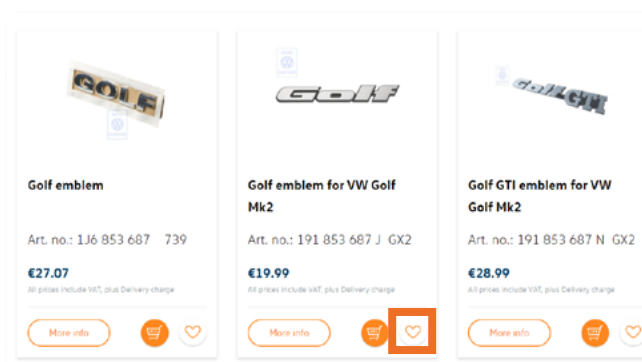 GOLF
Golf
Golf GTI
Golf emblem
Art. no.: 1J6 853 687 739
€27.07
All prices include VAT, plus Delivery charge
More info
Golf emblem for VW Golf
Mk2
Art. no.: 191 853 687 J GX2
€19.99
All prices include VAT, plus Delivery charge
More info
Golf GTI emblem for VW
Golf Mk2
Art. no.: 191 853 687 N GX2
€28.99
All prices include VAT, plus Delivery charge
More info